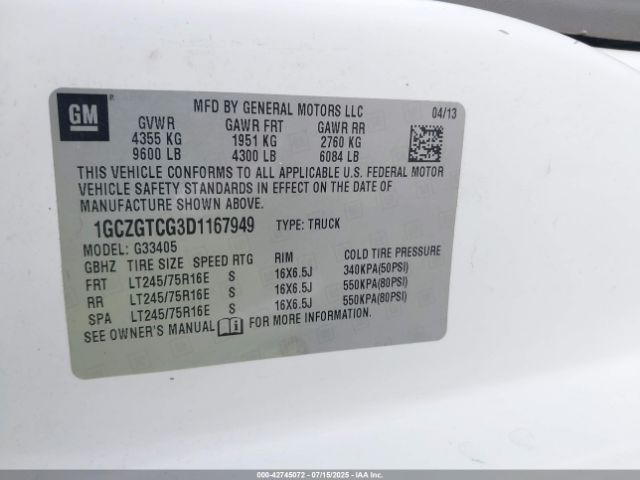 GM
MFD BY GENERAL MOTORS LLC 04/13
GVWR GAWR FRT GAWR RR
4355 KG 1951 KG 2760 KG
9600 LB 4300 LB 6084 LB
THIS VEHICLE CONFORMS TO ALL APPLICABLE U.S. FEDERAL MOTOR
VEHICLE SAFETY STANDARDS IN EFFECT ON THE DATE OF
MANUFACTURE SHOWN ABOVE.
1GCZGTCG3D1167949 TYPE: TRUCK
MODEL: G33405
GBHZ TIRE SIZE SPEED RTG RIM COLD TIRE PRESSURE
FRT LT245/75R16E S 16X6.5J 340KPA(50PSI)
RR LT245/75R16E S 16X6.5J 550KPA(80PSI)
SPA LT245/75R16E S 16X6.5J 550KPA(80PSI)
SEE OWNER'S MANUAL FOR MORE INFORMATION.
000-42745072 - 07/15/2025 - IAA, Inc.